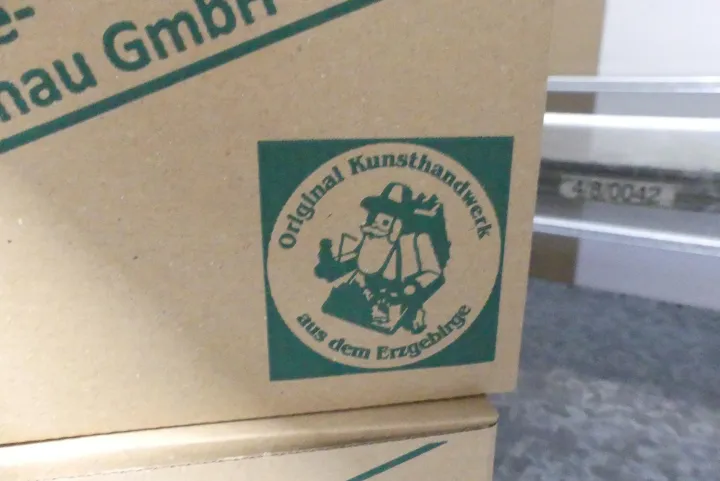 e-
nau GmbH
Original Kunsthandwerk
aus dem Erzgebirge
4/8/0042